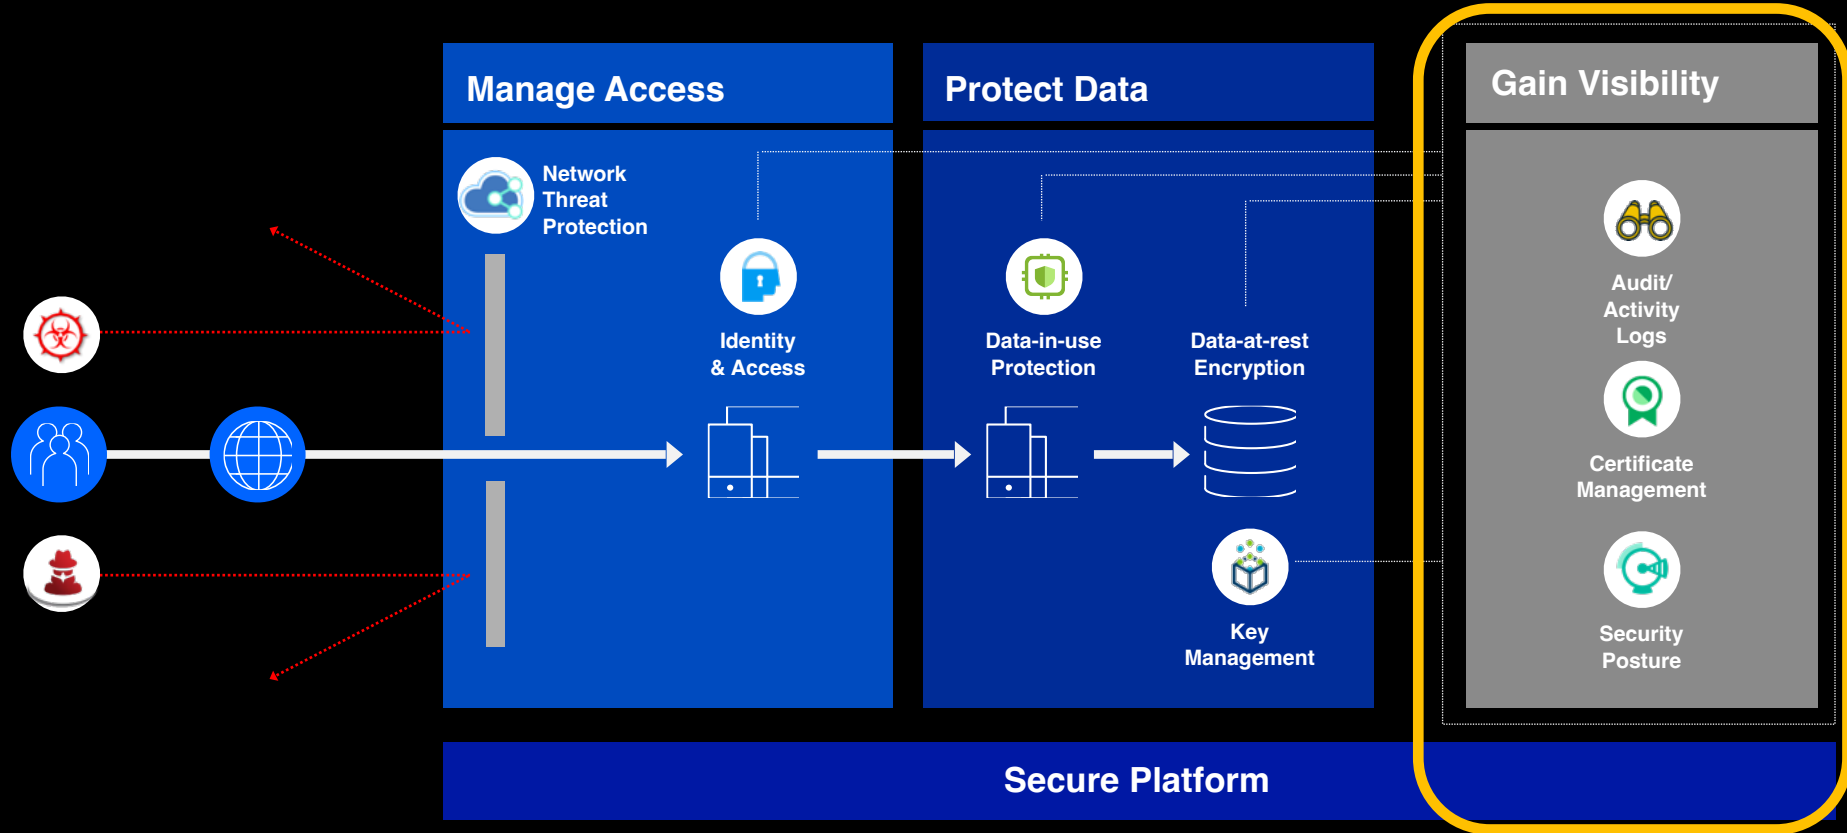 Manage Access
Protect Data
Gain Visibility
Network
Threat
Protection
Identity
& Access
Data-in-use
Protection
Data-at-rest
Encryption
Key
Management
Audit/
Activity
Logs
Certificate
Management
Security
Posture
Secure Platform